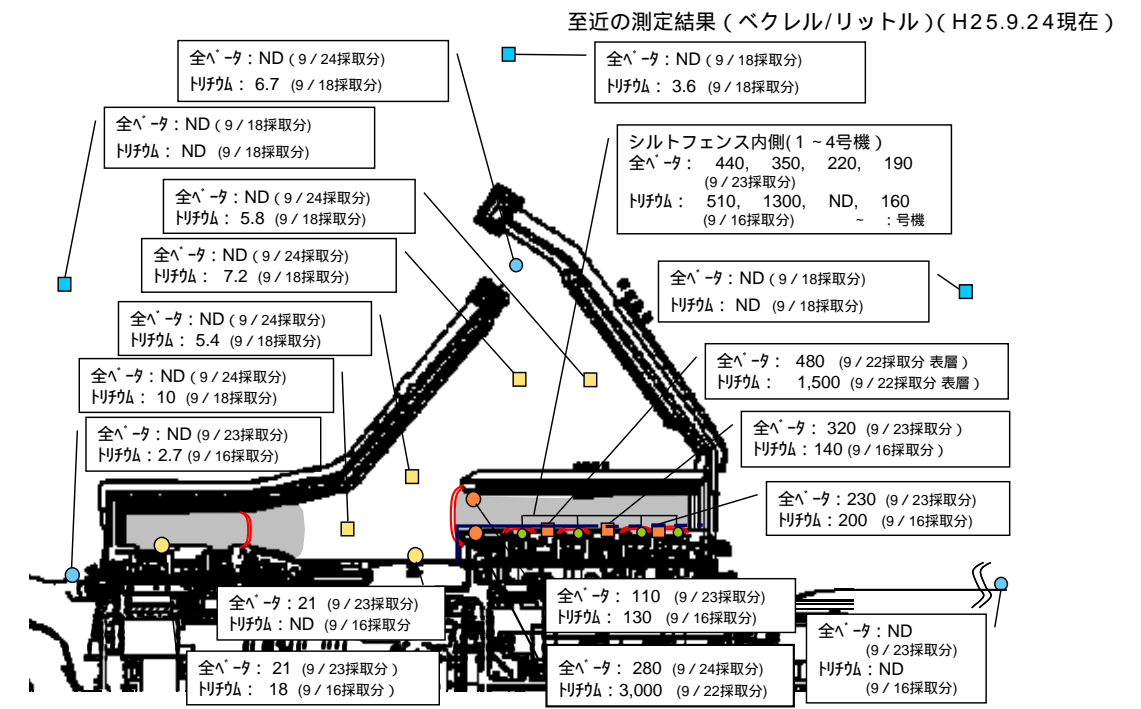 至近の測定結果（ベクレル/リットル）(H25.9.24現在)
全ﾍﾞｰﾀ：ND（9/24採取分）
ﾄﾘﾁｳﾑ： 6.7 （9/18採取分）
全ﾍﾞｰﾀ：ND（9/18採取分）
ﾄﾘﾁｳﾑ： 3.6 （9/18採取分）
全ﾍﾞｰﾀ：ND（9/18採取分）
ﾄﾘﾁｳﾑ： ND （9/18採取分）
シルトフェンス内側(1～4号機)
全ﾍﾞｰﾀ： 440, 350, 220, 190
（9/23採取分）
ﾄﾘﾁｳﾑ： 510, 1300, ND, 160
（9/16採取分） ～ ：号機
全ﾍﾞｰﾀ：ND（9/24採取分）
ﾄﾘﾁｳﾑ：5.8 （9/18採取分）
全ﾍﾞｰﾀ：ND（9/24採取分）
ﾄﾘﾁｳﾑ： 7.2 （9/18採取分）
全ﾍﾞｰﾀ：ND（9/18採取分）
ﾄﾘﾁｳﾑ： ND （9/18採取分）
全ﾍﾞｰﾀ：ND（9/24採取分）
ﾄﾘﾁｳﾑ：5.4 （9/18採取分）
全ﾍﾞｰﾀ： 480 （9/22採取分 表層）
ﾄﾘﾁｳﾑ： 1,500 （9/22採取分 表層）
全ﾍﾞｰﾀ：ND（9/24採取分）
ﾄﾘﾁｳﾑ： 10 （9/18採取分）
全ﾍﾞｰﾀ： 320 （9/23採取分）
ﾄﾘﾁｳﾑ：140（9/16採取分）
全ﾍﾞｰﾀ：ND（9/23採取分）
ﾄﾘﾁｳﾑ：2.7（9/16採取分）
全ﾍﾞｰﾀ：230 （9/23採取分）
ﾄﾘﾁｳﾑ：200 （9/16採取分）
全ﾍﾞｰﾀ：21 （9/23採取分）
ﾄﾘﾁｳﾑ： ND （9/16採取分
全ﾍﾞｰﾀ： 110 （9/23採取分）
ﾄﾘﾁｳﾑ： 130 （9/16採取分）
全ﾍﾞｰﾀ：ND
（9/23採取分）
ﾄﾘﾁｳﾑ：ND
（9/16採取分）
全ﾍﾞｰﾀ： 21 （9/23採取分）
ﾄﾘﾁｳﾑ： 18 （9/16採取分）
全ﾍﾞｰﾀ： 280 （9/24採取分）
ﾄﾘﾁｳﾑ：3,000 （9/22採取分）